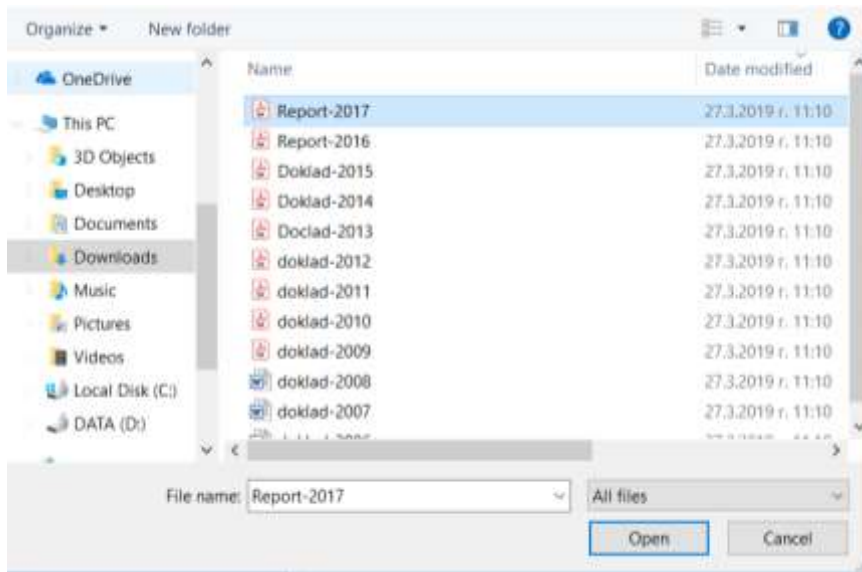 Organize New folder
Name Date modified
OneDrive
This PC
3D Objects
Desktop
Documents
Downloads
Music
Pictures
Videos
Local Disk (C:)
DATA (D:)
Report-2017 27.3.2019 г. 11:10
Report-2016 27.3.2019 г. 11:10
Doklad-2015 27.3.2019 г. 11:10
Doklad-2014 27.3.2019 г. 11:10
Doclad-2013 27.3.2019 г. 11:10
doklad-2012 27.3.2019 г. 11:10
doklad-2011 27.3.2019 г. 11:10
doklad-2010 27.3.2019 г. 11:10
doklad-2009 27.3.2019 г. 11:10
doklad-2008 27.3.2019 г. 11:10
doklad-2007 27.3.2019 г. 11:10
File name: Report-2017 All files
Open Cancel